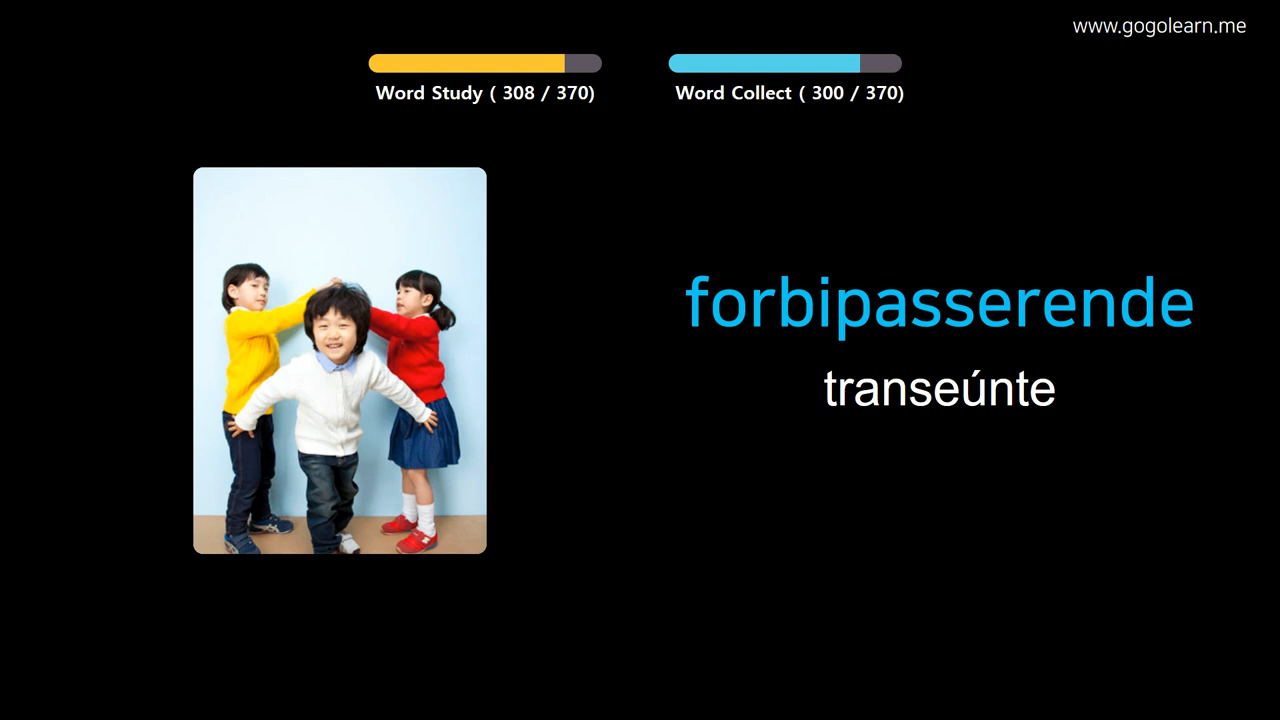 www.gogolearn.me
Word Study ( 308 / 370)
Word Collect ( 300 / 370)
forbipasserende
transeúnte